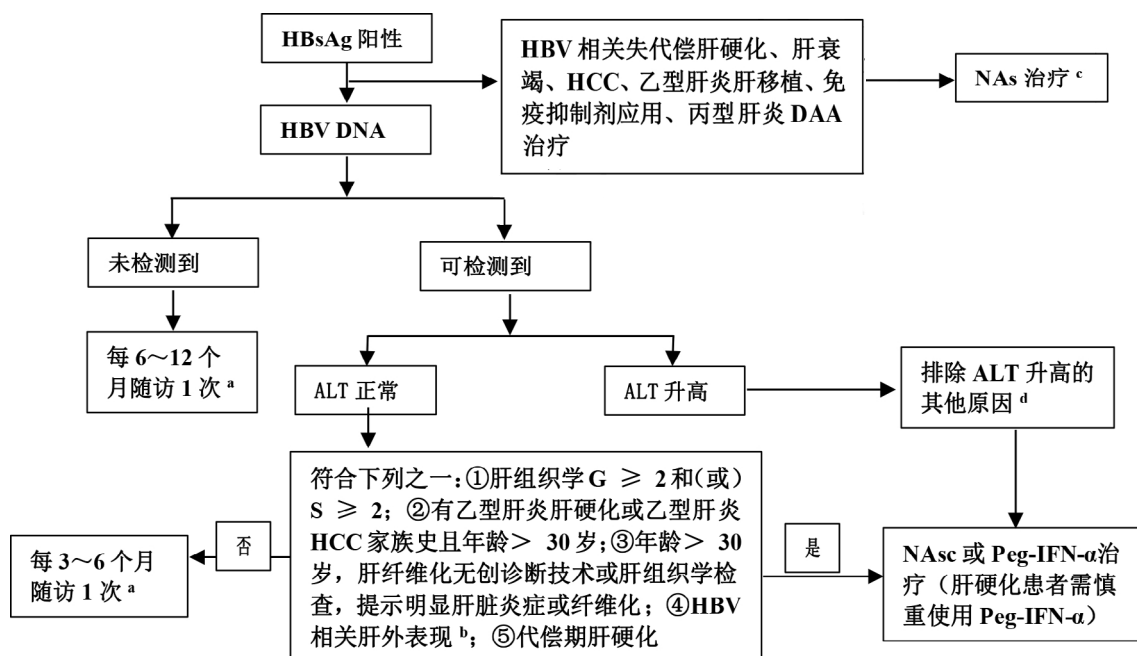 HBsAg 阳性
HBV 相关失代偿肝硬化、肝衰
竭、HCC、乙型肝炎肝移植、免
疫抑制剂应用、丙型肝炎 DAA
治疗
NAs 治疗 c
HBV DNA
未检测到
可检测到
每 6～12 个
月随访 1 次 a
ALT 正常
ALT 升高
排除 ALT 升高的
其他原因 d
符合下列之一：①肝组织学 G ≥ 2 和（或）
S ≥ 2；②有乙型肝炎肝硬化或乙型肝炎
HCC 家族史且年龄＞ 30 岁；③年龄＞ 30
岁，肝纤维化无创诊断技术或肝组织学检
查，提示明显肝脏炎症或纤维化；④HBV
相关肝外表现 b；⑤代偿期肝硬化
否
是
每 3～6 个月
随访 1 次 a
NAsc 或 Peg-IFN-α治
疗（肝硬化患者需慎
重使用 Peg-IFN-α）